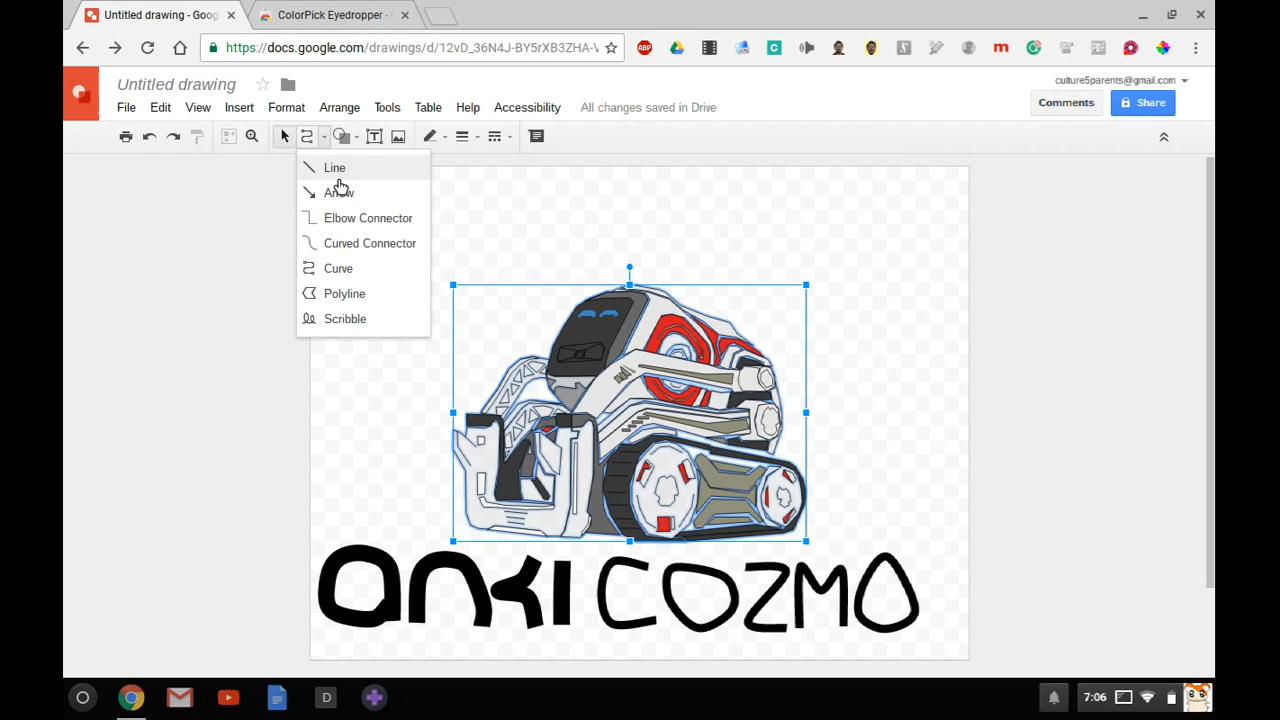 Untitled drawing - Goog
ColorPick Eyedropper -
https://docs.google.com/drawings/d/12vD_36N4J-BY5rXB3ZHA-V
ABP
Untitled drawing
culture5parents@gmail.com
File Edit View Insert Format Arrange Tools Table Help Accessibility All changes saved in Drive
Comments
Share
Line
Arrow
Elbow Connector
Curved Connector
Curve
Polyline
Scribble
anki COZMO
D
7:06